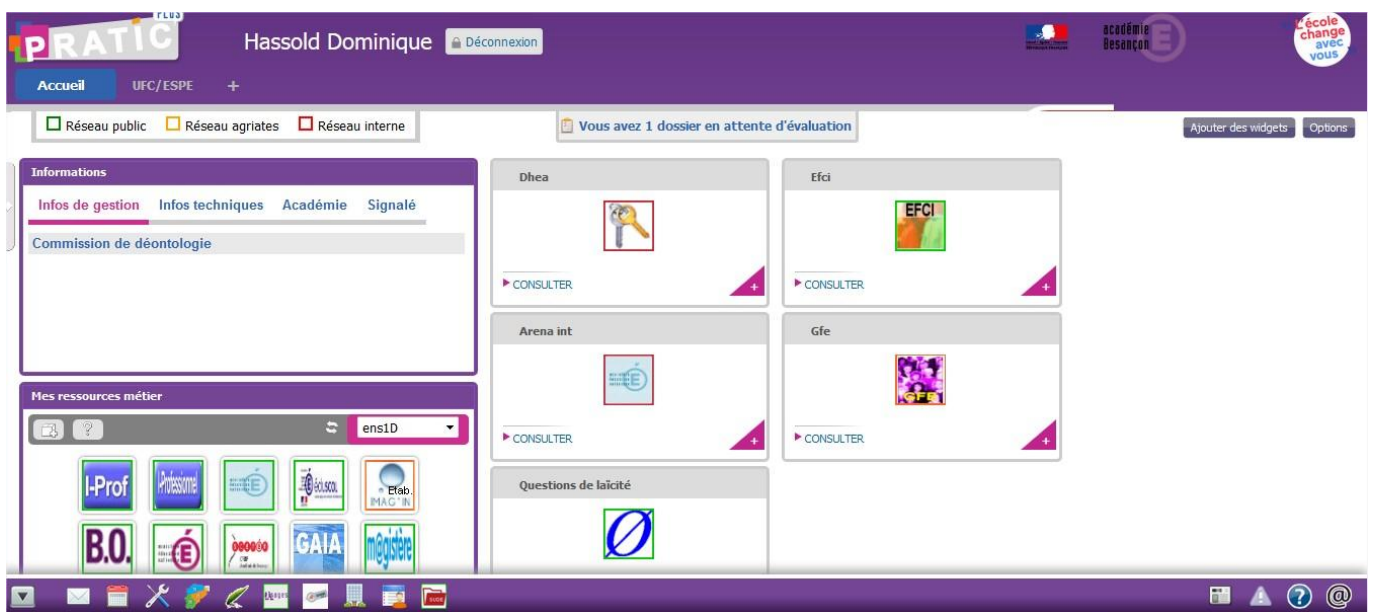 PLUS
PRATIC
Hassold Dominique
Déconnexion
académie
Besançon
L'école
change
avec
vous
Accueil
UFC/ESPE
+
Réseau public
Réseau agriates
Réseau interne
Vous avez 1 dossier en attente d'évaluation
Ajouter des widgets
Options
Informations
Infos de gestion
Infos techniques
Académie
Signalé
Commission de déontologie
Dhea
CONSULTER
+
Efci
EFCI
CONSULTER
+
Arena int
CONSULTER
+
Gfe
GFE
CONSULTER
+
Mes ressources métier
?
ens1D
I-Prof
I-Professionnel
éduscol
Etab.
IMAG'IN
B.O.
GAIA
m@gistère
Questions de laïcité
?
@